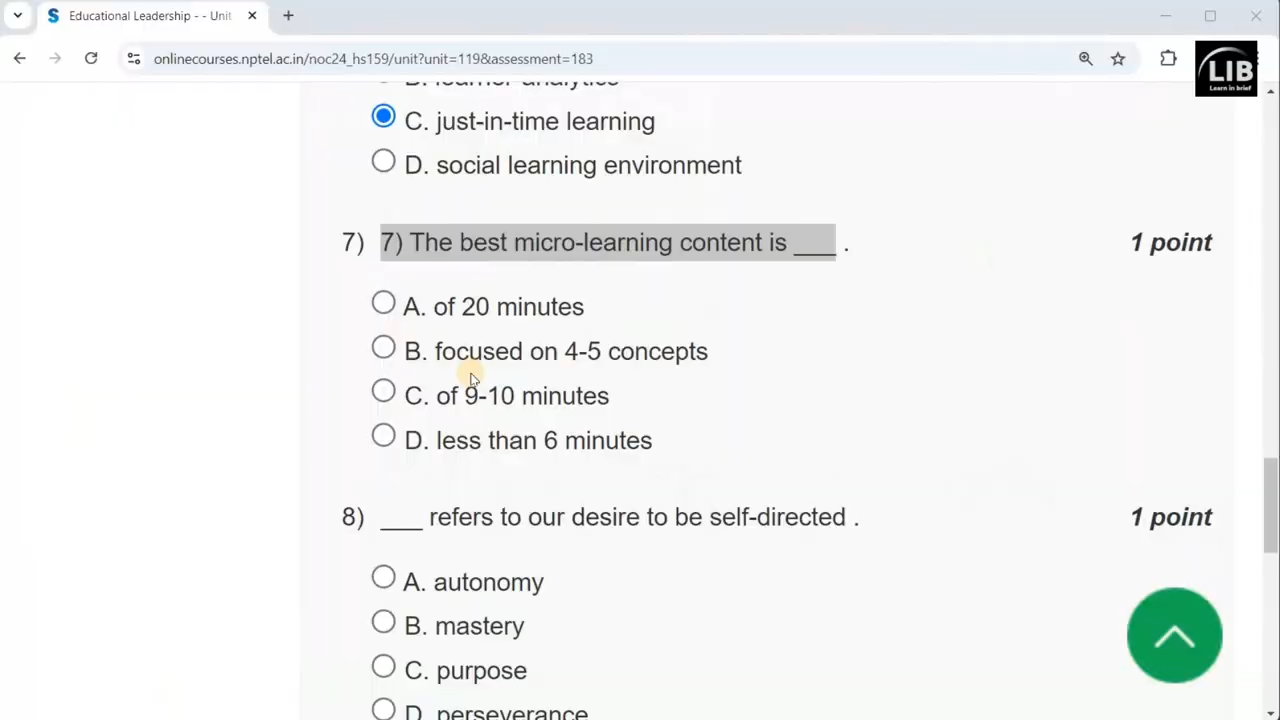 Educational Leadership - - Unit
onlinecourses.nptel.ac.in/noc24_hs159/unit?unit=119&assessment=183
LIB
Learn in brief
B. learner analytics
C. just-in-time learning
D. social learning environment
7) 7) The best micro-learning content is ___ . 1 point
A. of 20 minutes
B. focused on 4-5 concepts
C. of 9-10 minutes
D. less than 6 minutes
8) ___ refers to our desire to be self-directed . 1 point
A. autonomy
B. mastery
C. purpose
D. perseverance